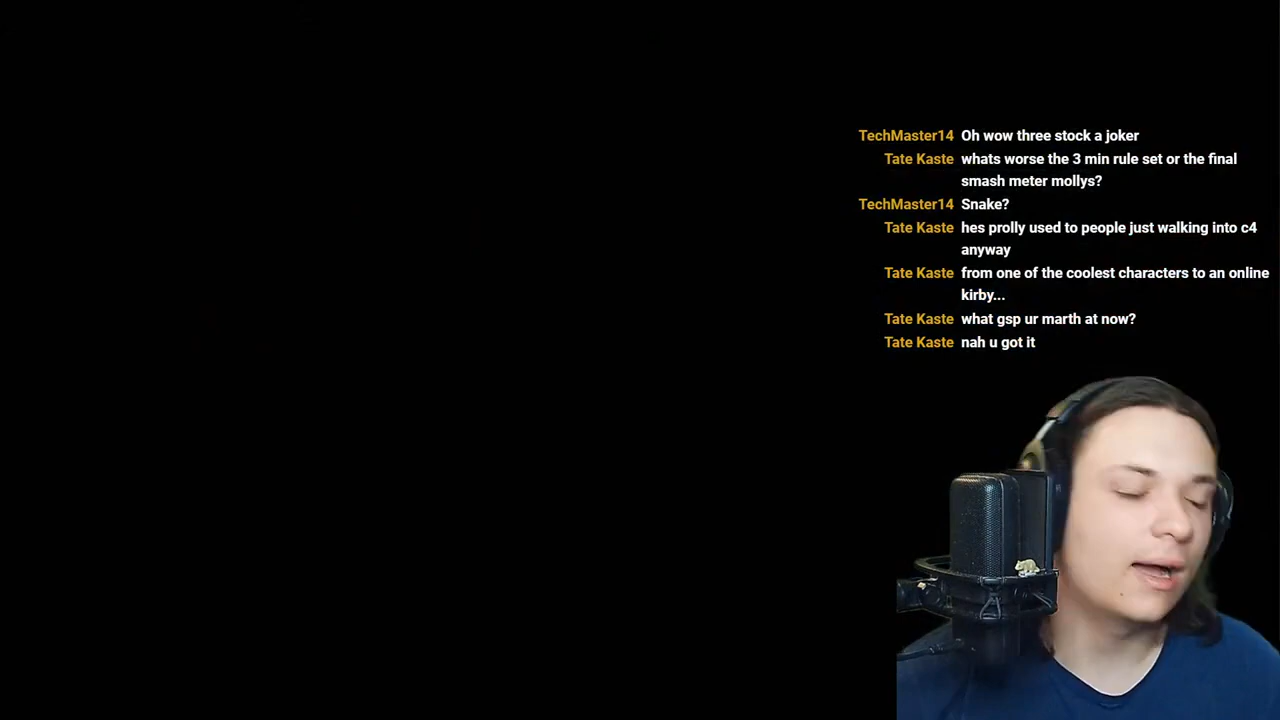 TechMaster14 Oh wow three stock a joker
Tate Kaste whats worse the 3 min rule set or the final
smash meter mollys?
TechMaster14 Snake?
Tate Kaste hes prolly used to people just walking into c4
anyway
Tate Kaste from one of the coolest characters to an online
kirby...
Tate Kaste what gsp ur marth at now?
Tate Kaste nah u got it